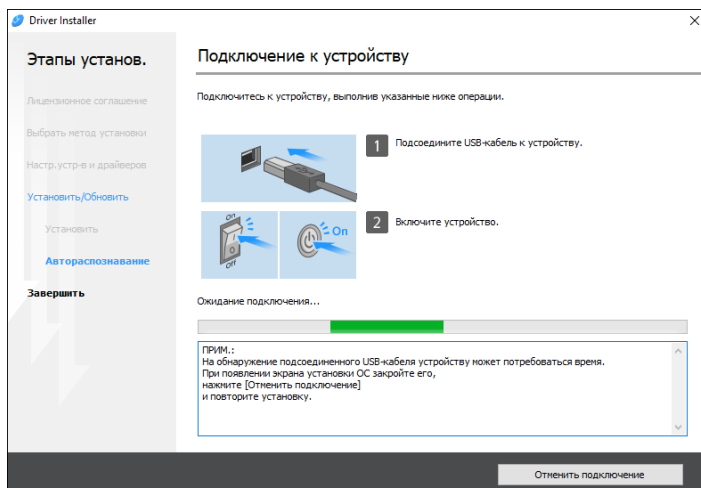 Driver Installer
Этапы установ.
Лицензионное соглашение
Выбрать метод установки
Настр.устр-в и драйверов
Установить/Обновить
Установить
Автораспознавание
Завершить
Подключение к устройству
Подключитесь к устройству, выполнив указанные ниже операции.
1 Подсоедините USB-кабель к устройству.
On
Off
On
2 Включите устройство.
Ожидание подключения...
ПРИМ.:
На обнаружение подсоединенного USB-кабеля устройству может потребоваться время.
При появлении экрана установки ОС закройте его,
нажмите [Отменить подключение]
и повторите установку.
Отменить подключение